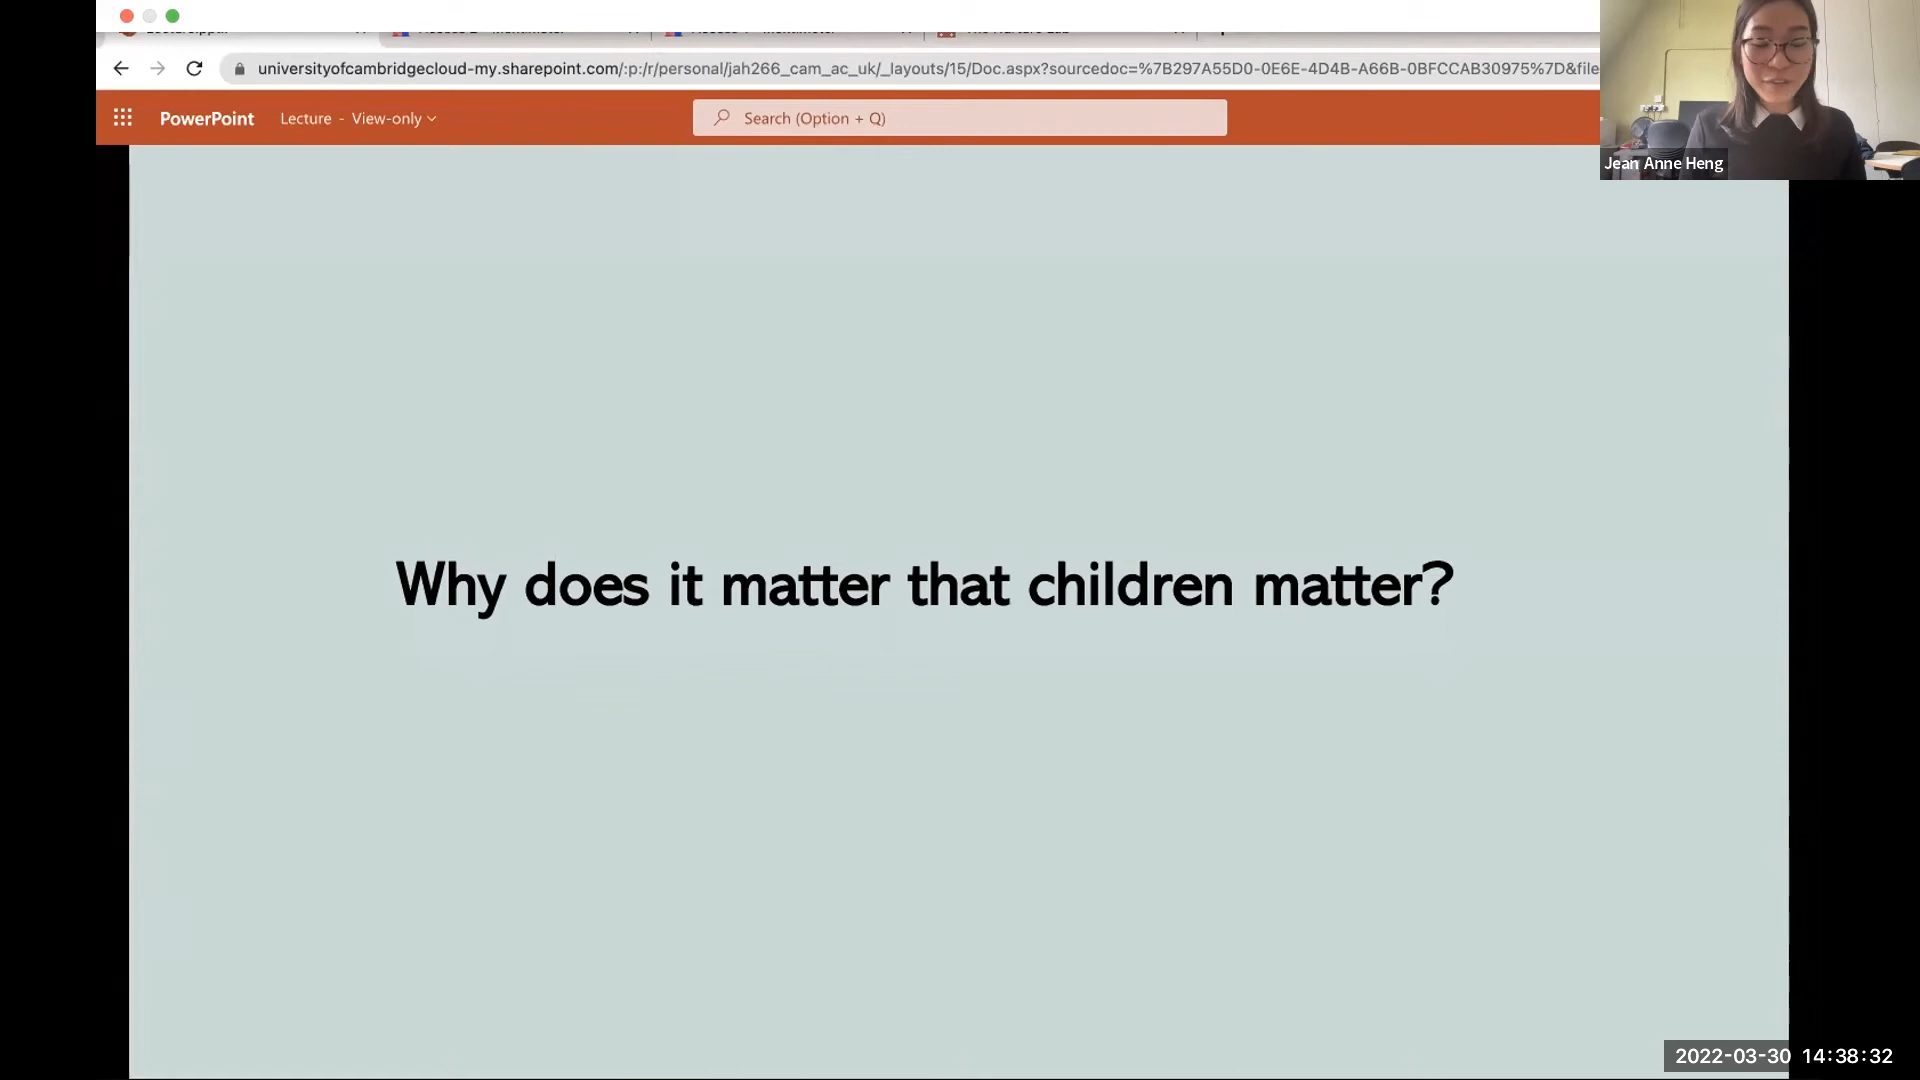 universityofcambridgecloud-my.sharepoint.com/:p:/r/personal/jah266_cam_ac_uk/_layouts/15/Doc.aspx?sourcedoc=%7B297A55D0-0E6E-4D4B-A66B-0BFCCAB30975%7D&file
PowerPoint Lecture - View-only Search (Option + Q)
Jean Anne Heng
Why does it matter that children matter?
2022-03-30 14:38:32